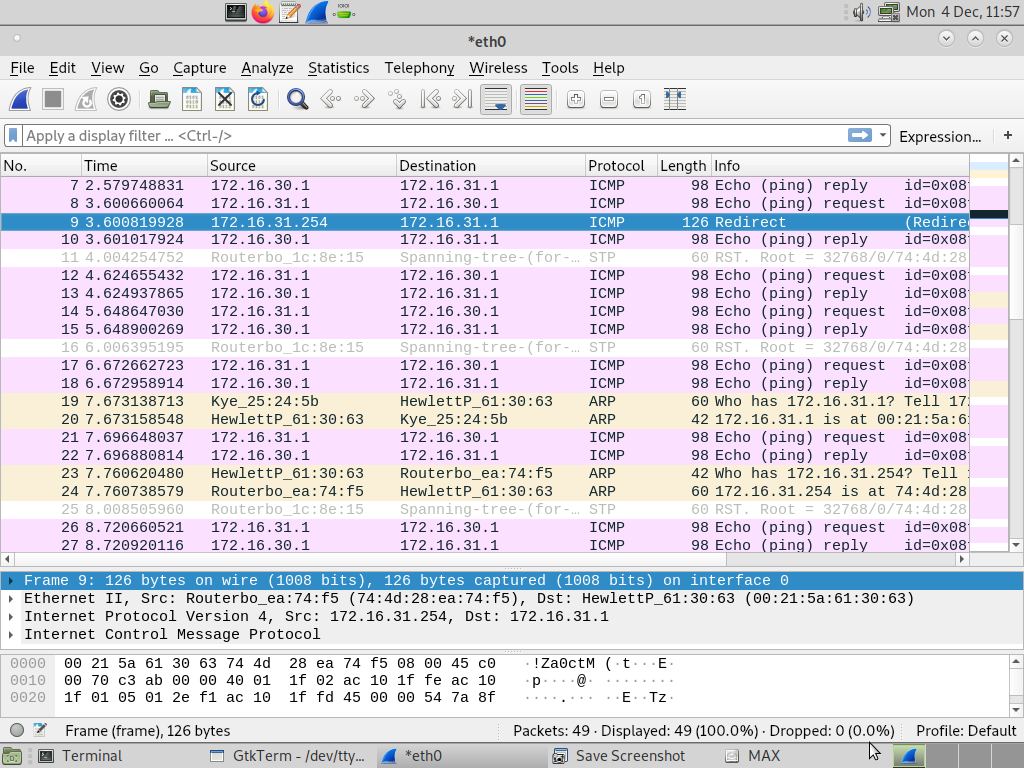 Mon 4 Dec, 11:57
*eth0
File Edit View Go Capture Analyze Statistics Telephony Wireless Tools Help
Apply a display filter ... <Ctrl-/> Expression... +
No. Time Source Destination Protocol Length Info
7 2.579748831 172.16.30.1 172.16.31.1 ICMP 98 Echo (ping) reply id=0x08
8 3.600660064 172.16.31.1 172.16.30.1 ICMP 98 Echo (ping) request id=0x08
9 3.600819928 172.16.31.254 172.16.31.1 ICMP 126 Redirect (Redire
10 3.601017924 172.16.30.1 172.16.31.1 ICMP 98 Echo (ping) reply id=0x08
11 4.004254752 Routerbo_1c:8e:15 Spanning-tree-(for-… STP 60 RST. Root = 32768/0/74:4d:28
12 4.624655432 172.16.31.1 172.16.30.1 ICMP 98 Echo (ping) request id=0x08
13 4.624937865 172.16.30.1 172.16.31.1 ICMP 98 Echo (ping) reply id=0x08
14 5.648647030 172.16.31.1 172.16.30.1 ICMP 98 Echo (ping) request id=0x08
15 5.648900269 172.16.30.1 172.16.31.1 ICMP 98 Echo (ping) reply id=0x08
16 6.006395195 Routerbo_1c:8e:15 Spanning-tree-(for-… STP 60 RST. Root = 32768/0/74:4d:28
17 6.672662723 172.16.31.1 172.16.30.1 ICMP 98 Echo (ping) request id=0x08
18 6.672958914 172.16.30.1 172.16.31.1 ICMP 98 Echo (ping) reply id=0x08
19 7.673138713 Kye_25:24:5b HewlettP_61:30:63 ARP 60 Who has 172.16.31.1? Tell 17
20 7.673158548 HewlettP_61:30:63 Kye_25:24:5b ARP 42 172.16.31.1 is at 00:21:5a:6
21 7.696648037 172.16.31.1 172.16.30.1 ICMP 98 Echo (ping) request id=0x08
22 7.696880814 172.16.30.1 172.16.31.1 ICMP 98 Echo (ping) reply id=0x08
23 7.760620480 HewlettP_61:30:63 Routerbo_ea:74:f5 ARP 42 Who has 172.16.31.254? Tell
24 7.760738579 Routerbo_ea:74:f5 HewlettP_61:30:63 ARP 60 172.16.31.254 is at 74:4d:28
25 8.008505960 Routerbo_1c:8e:15 Spanning-tree-(for-… STP 60 RST. Root = 32768/0/74:4d:28
26 8.720660521 172.16.31.1 172.16.30.1 ICMP 98 Echo (ping) request id=0x08
27 8.720920116 172.16.30.1 172.16.31.1 ICMP 98 Echo (ping) reply id=0x08
Frame 9: 126 bytes on wire (1008 bits), 126 bytes captured (1008 bits) on interface 0
Ethernet II, Src: Routerbo_ea:74:f5 (74:4d:28:ea:74:f5), Dst: HewlettP_61:30:63 (00:21:5a:61:30:63)
Internet Protocol Version 4, Src: 172.16.31.254, Dst: 172.16.31.1
Internet Control Message Protocol
0000 00 21 5a 61 30 63 74 4d 28 ea 74 f5 08 00 45 c0 ·!Za0ctM (·t···E·
0010 00 70 c3 ab 00 00 40 01 1f 02 ac 10 1f fe ac 10 ·p····@· ········
0020 1f 01 05 01 2e f1 ac 10 1f fd 45 00 00 54 7a 8f ····.··· ··E··Tz·
Frame (frame), 126 bytes Packets: 49 · Displayed: 49 (100.0%) · Dropped: 0 (0.0%) Profile: Default
Terminal GtkTerm - /dev/tty... *eth0 Save Screenshot MAX